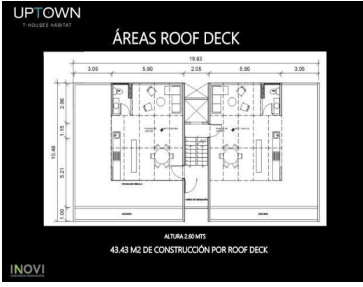 UPTOWN
T-HOUSES HÁBITAT
ÁREAS ROOF DECK
19.83
3.05
5.80
2.05
5.80
3.05
2.96
1.15
10.49
5.21
1.00
ALTURA 2.60 MTS
43.43 M2 DE CONSTRUCCIÓN POR ROOF DECK
INOVI